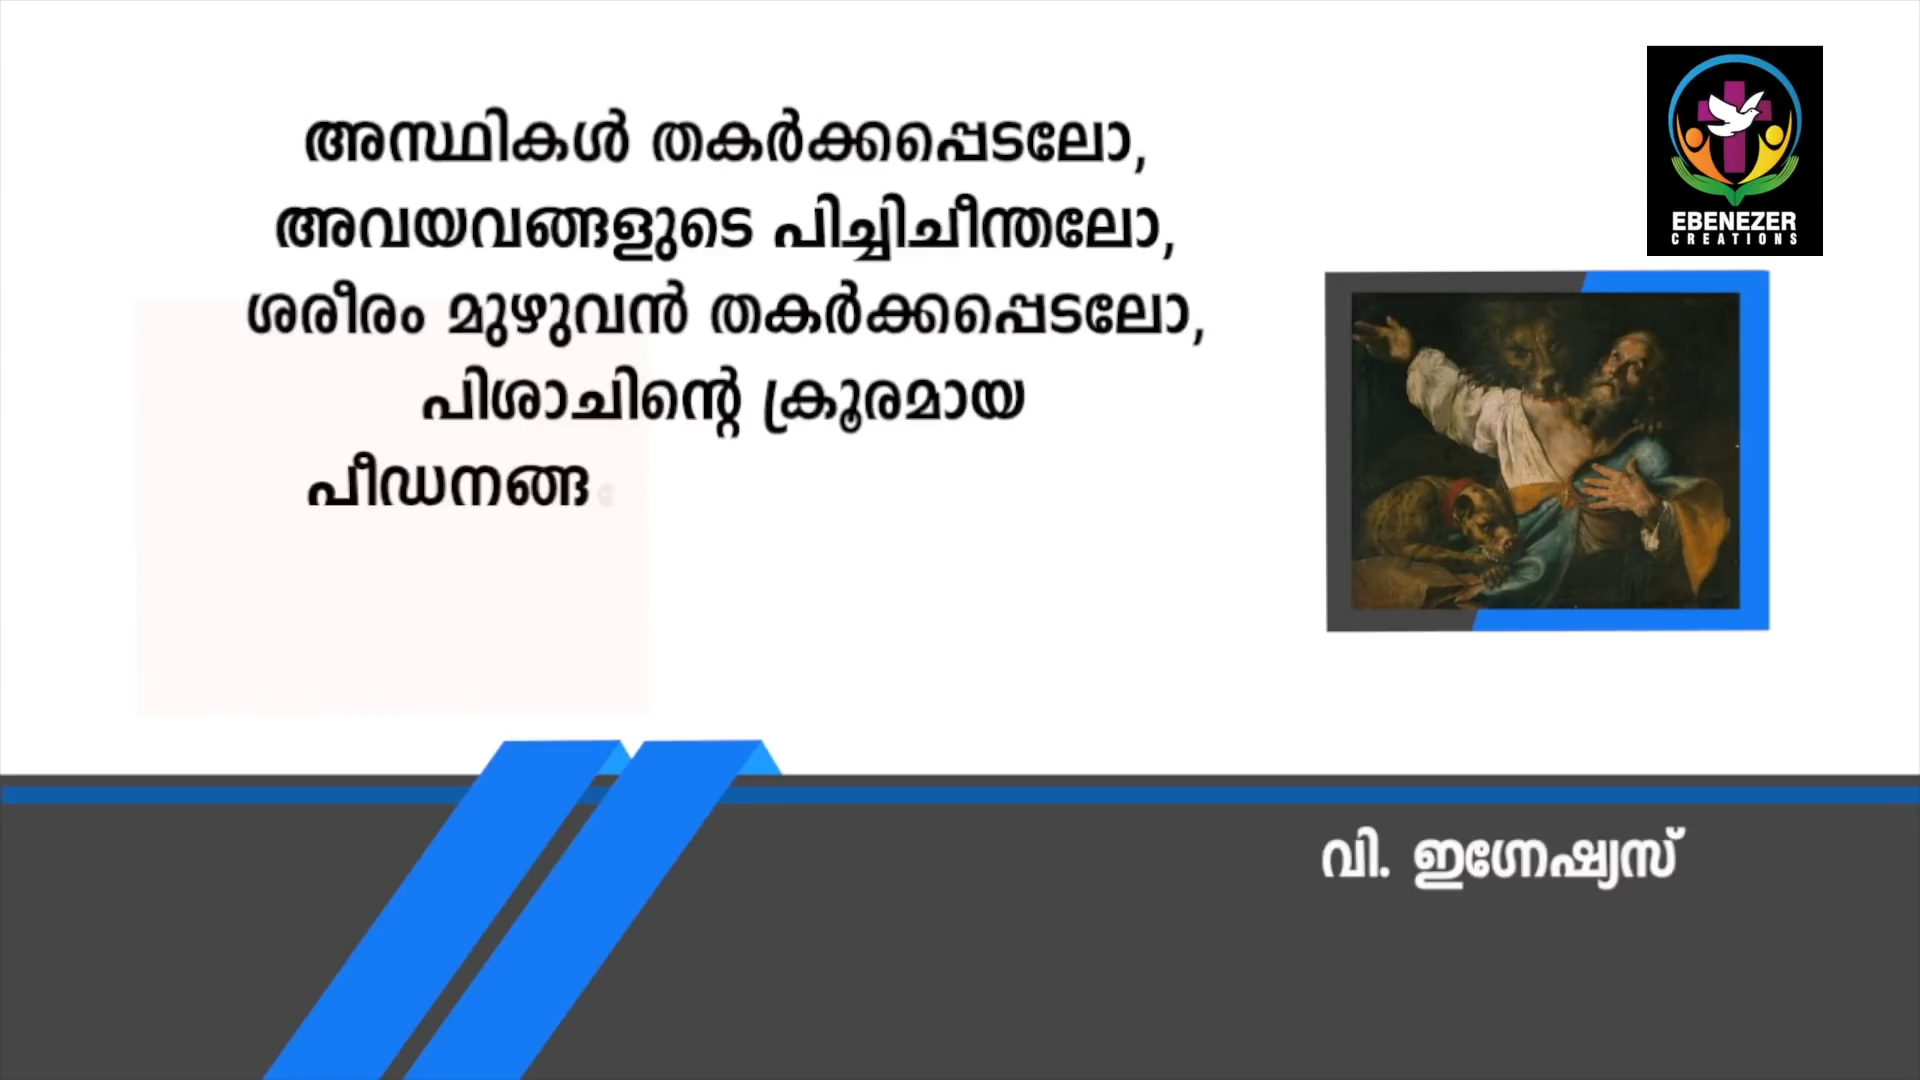 അസ്ഥികൾ തകർക്കപ്പെടലോ,
അവയവങ്ങളുടെ പിച്ചിചീന്തലോ,
ശരീരം മുഴുവൻ തകർക്കപ്പെടലോ,
പിശാചിന്റെ ക്രൂരമായ
പീഡനങ്ങ
EBENEZER
CREATIONS
വി. ഇഗ്നേഷ്യസ്